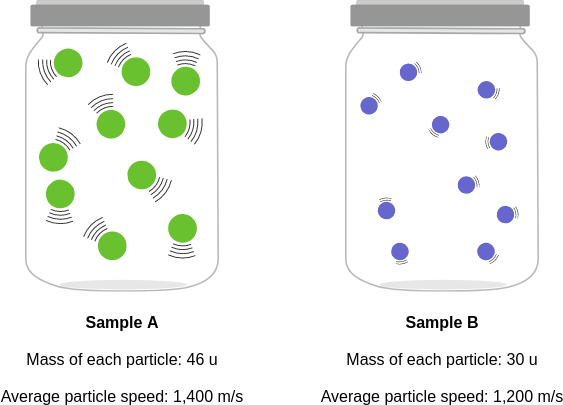 Sample A
Mass of each particle: 46 u
Average particle speed: 1,400 m/s
Sample B
Mass of each particle: 30 u
Average particle speed: 1,200 m/s